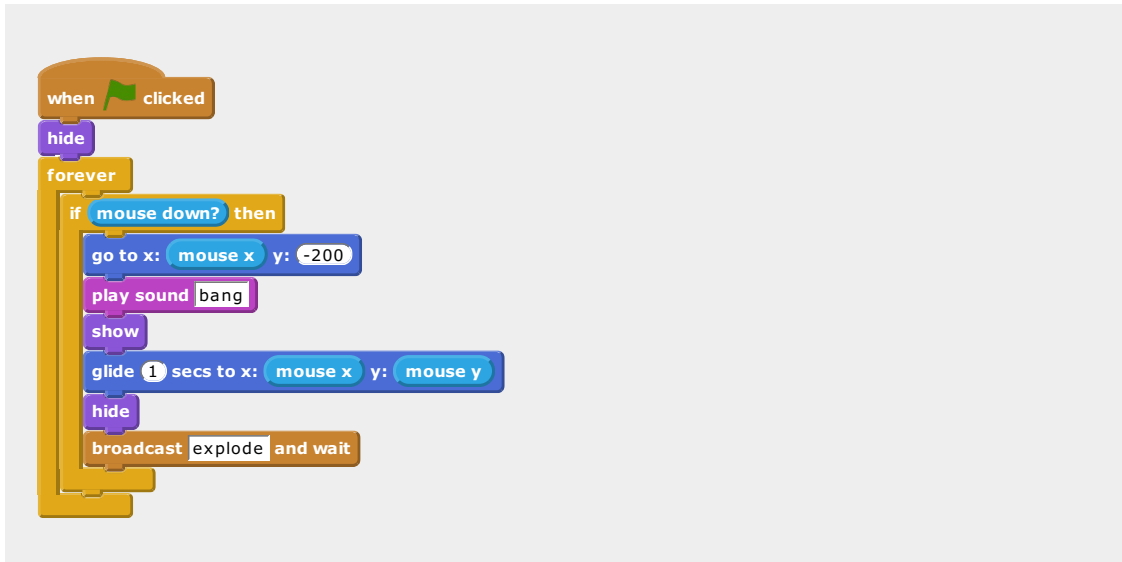 when clicked
hide
forever
if mouse down? then
go to x: mouse x y: -200
play sound bang
show
glide 1 secs to x: mouse x y: mouse y
hide
broadcast explode and wait